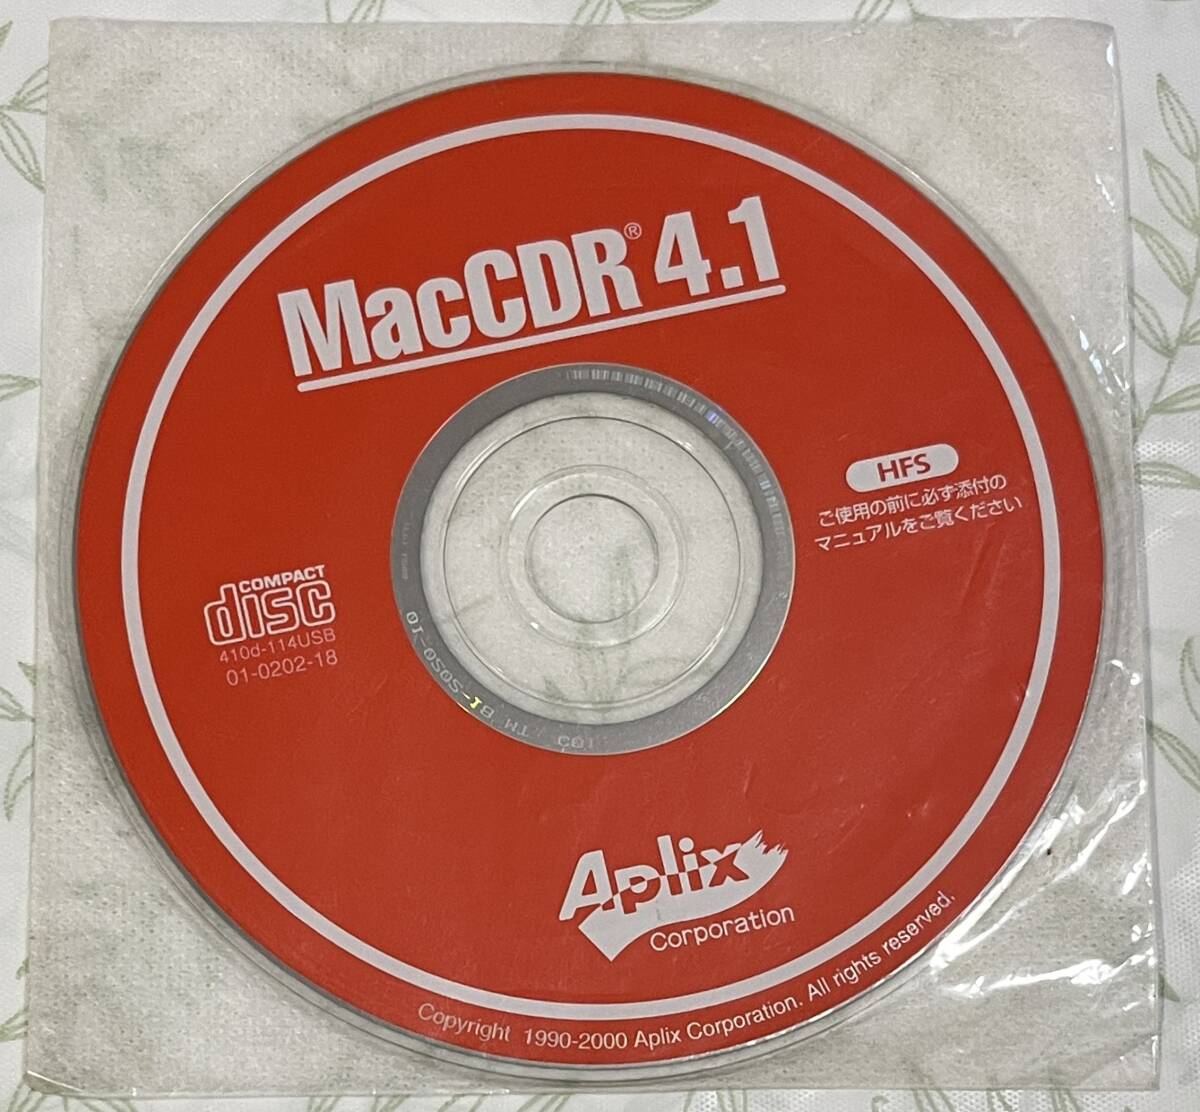 MacCDR® 4.1
HFS
ご使用の前に必ず添付の
マニュアルをご覧ください
COMPACT
disc
410d-114USB
01-0202-18
Aplix
Corporation
Copyright 1990-2000 Aplix Corporation. All rights reserved.